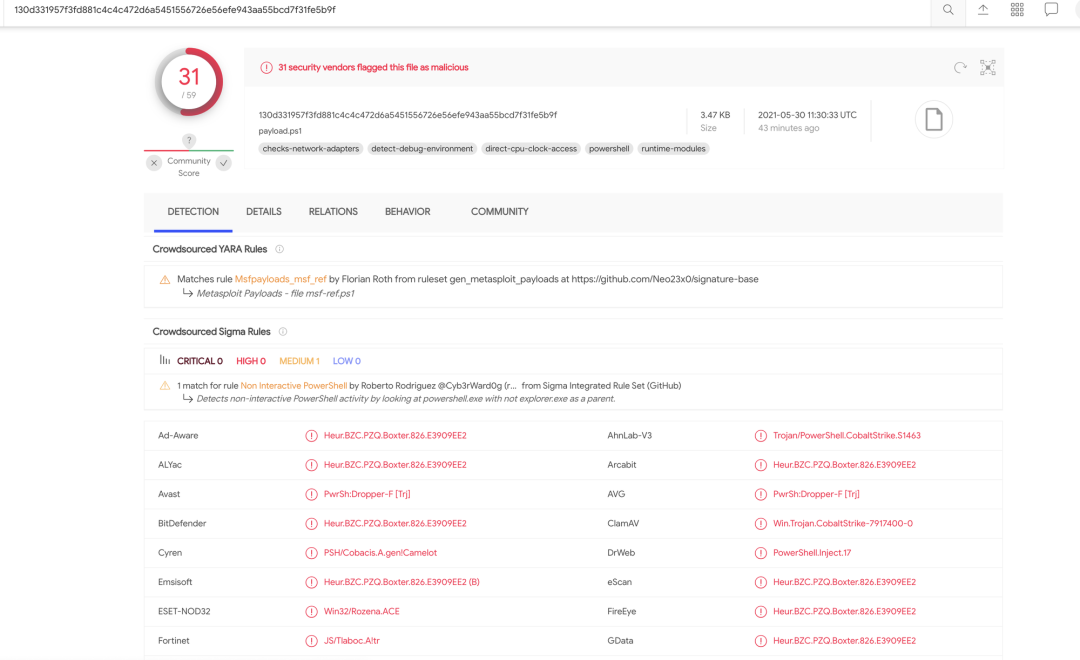 130d331957f3fd881c4c4c472d6a5451556726e56efe943aa55bcd7f31fe5b9f
31
/ 59
?
Community
Score
31 security vendors flagged this file as malicious
130d331957f3fd881c4c4c472d6a5451556726e56efe943aa55bcd7f31fe5b9f
payload.ps1
checks-network-adapters detect-debug-environment direct-cpu-clock-access powershell runtime-modules
3.47 KB
Size
2021-05-30 11:30:33 UTC
43 minutes ago
DETECTION DETAILS RELATIONS BEHAVIOR COMMUNITY
Crowdsourced YARA Rules
Matches rule Msfpayloads_msf_ref by Florian Roth from ruleset gen_metasploit_payloads at https://github.com/Neo23x0/signature-base
Metasploit Payloads - file msf-ref.ps1
Crowdsourced Sigma Rules
CRITICAL 0 HIGH 0 MEDIUM 1 LOW 0
1 match for rule Non Interactive PowerShell by Roberto Rodriguez @Cyb3rWard0g (r... from Sigma Integrated Rule Set (GitHub)
Detects non-interactive PowerShell activity by looking at powershell.exe with not explorer.exe as a parent.
Ad-Aware Heur.BZC.PZQ.Boxter.826.E3909EE2 AhnLab-V3 Trojan/PowerShell.CobaltStrike.S1463
ALYac Heur.BZC.PZQ.Boxter.826.E3909EE2 Arcabit Heur.BZC.PZQ.Boxter.826.E3909EE2
Avast PwrSh:Dropper-F [Trj] AVG PwrSh:Dropper-F [Trj]
BitDefender Heur.BZC.PZQ.Boxter.826.E3909EE2 ClamAV Win.Trojan.CobaltStrike-7917400-0
Cyren PSH/Cobacis.A.gen!Camelot DrWeb PowerShell.Inject.17
Emsisoft Heur.BZC.PZQ.Boxter.826.E3909EE2 (B) eScan Heur.BZC.PZQ.Boxter.826.E3909EE2
ESET-NOD32 Win32/Rozena.ACE FireEye Heur.BZC.PZQ.Boxter.826.E3909EE2
Fortinet JS/Tlaboc.A!tr GData Heur.BZC.PZQ.Boxter.826.E3909EE2